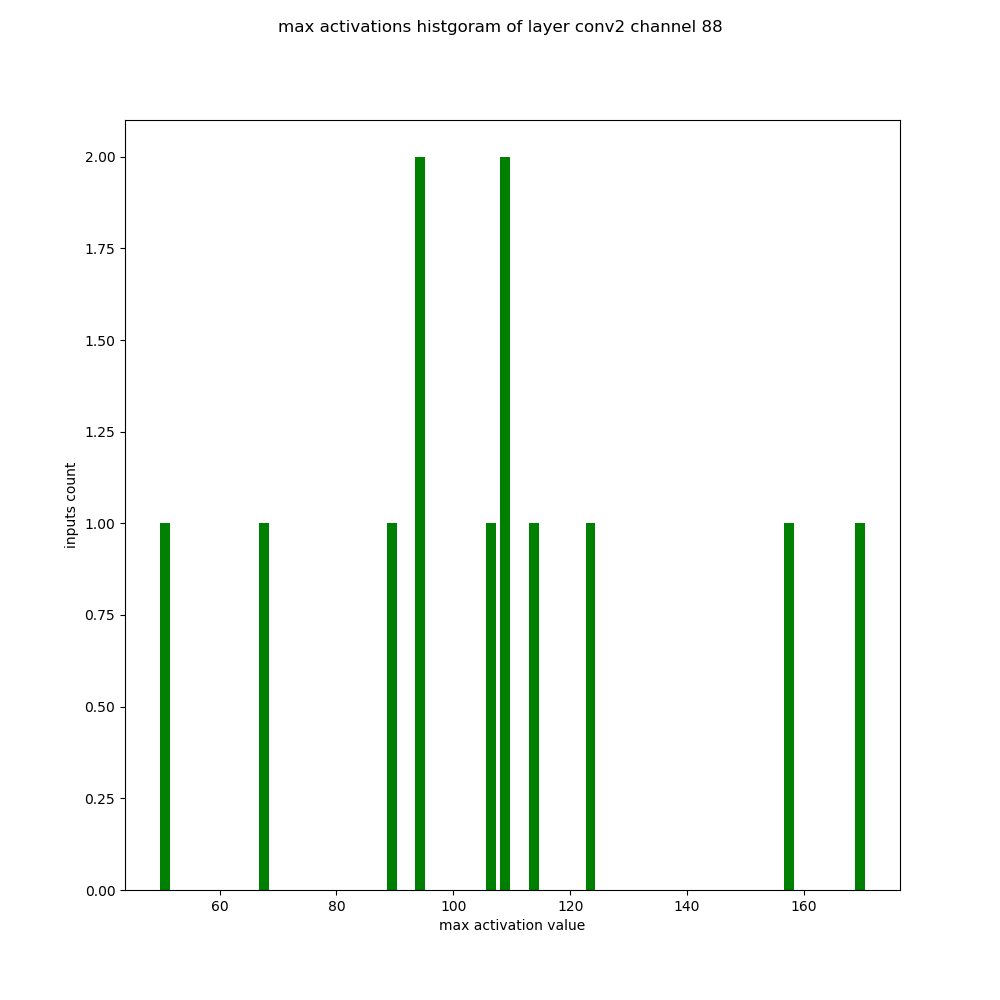 max activations histgoram of layer conv2 channel 88
2.00
1.75
1.50
1.25
1.00
0.75
0.50
0.25
0.00
inputs count
60 80 100 120 140 160
max activation value